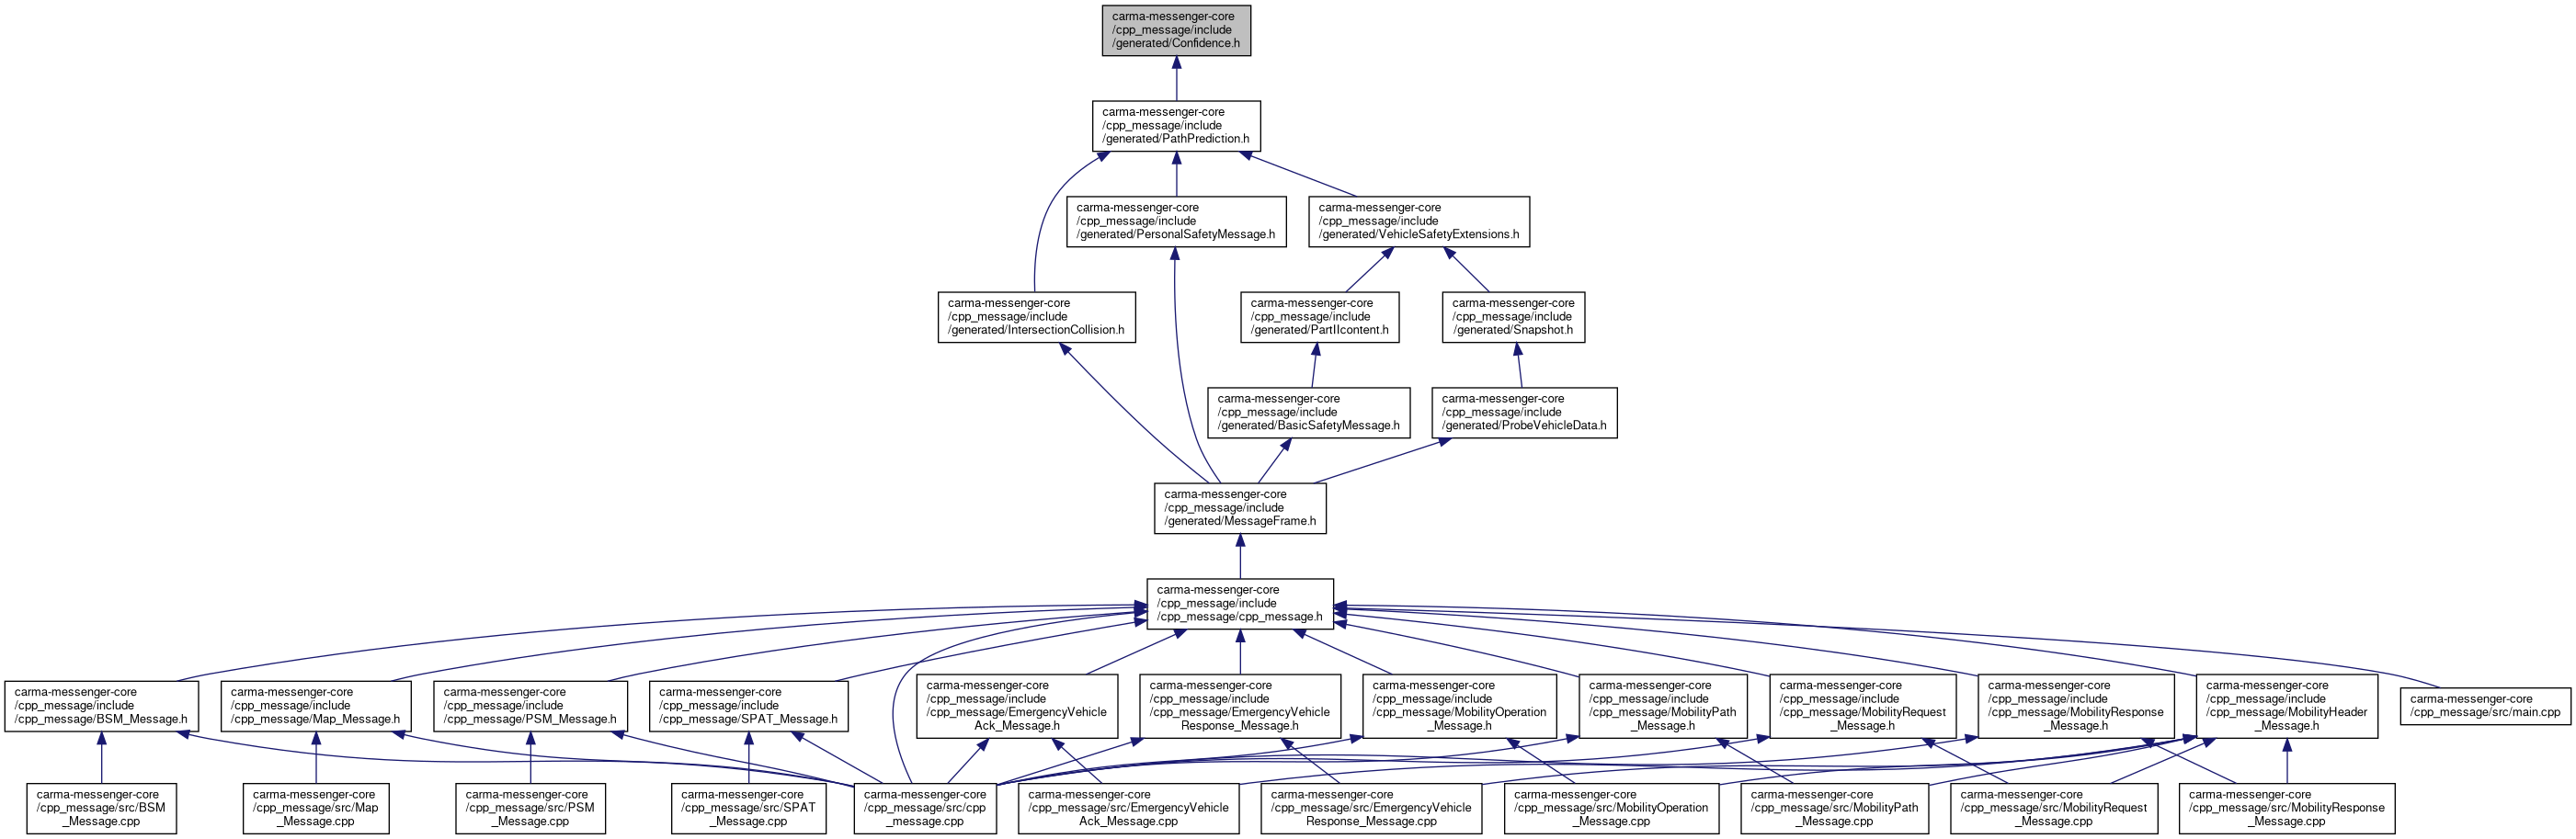 carma-messenger-core
/cpp_message/include
/generated/Confidence.h
carma-messenger-core
/cpp_message/include
/generated/PathPrediction.h
carma-messenger-core
/cpp_message/include
/generated/PersonalSafetyMessage.h
carma-messenger-core
/cpp_message/include
/generated/VehicleSafetyExtensions.h
carma-messenger-core
/cpp_message/include
/generated/IntersectionCollision.h
carma-messenger-core
/cpp_message/include
/generated/PartIIcontent.h
carma-messenger-core
/cpp_message/include
/generated/Snapshot.h
carma-messenger-core
/cpp_message/include
/generated/BasicSafetyMessage.h
carma-messenger-core
/cpp_message/include
/generated/ProbeVehicleData.h
carma-messenger-core
/cpp_message/include
/generated/MessageFrame.h
carma-messenger-core
/cpp_message/include
/cpp_message/cpp_message.h
carma-messenger-core
/cpp_message/include
/cpp_message/BSM_Message.h
carma-messenger-core
/cpp_message/include
/cpp_message/Map_Message.h
carma-messenger-core
/cpp_message/include
/cpp_message/PSM_Message.h
carma-messenger-core
/cpp_message/include
/cpp_message/SPAT_Message.h
carma-messenger-core
/cpp_message/include
/cpp_message/EmergencyVehicle
Ack_Message.h
carma-messenger-core
/cpp_message/include
/cpp_message/EmergencyVehicle
Response_Message.h
carma-messenger-core
/cpp_message/include
/cpp_message/MobilityOperation
_Message.h
carma-messenger-core
/cpp_message/include
/cpp_message/MobilityPath
_Message.h
carma-messenger-core
/cpp_message/include
/cpp_message/MobilityRequest
_Message.h
carma-messenger-core
/cpp_message/include
/cpp_message/MobilityResponse
_Message.h
carma-messenger-core
/cpp_message/include
/cpp_message/MobilityHeader
_Message.h
carma-messenger-core
/cpp_message/src/main.cpp
carma-messenger-core
/cpp_message/src/BSM
_Message.cpp
carma-messenger-core
/cpp_message/src/Map
_Message.cpp
carma-messenger-core
/cpp_message/src/PSM
_Message.cpp
carma-messenger-core
/cpp_message/src/SPAT
_Message.cpp
carma-messenger-core
/cpp_message/src/cpp
_message.cpp
carma-messenger-core
/cpp_message/src/EmergencyVehicle
Ack_Message.cpp
carma-messenger-core
/cpp_message/src/EmergencyVehicle
Response_Message.cpp
carma-messenger-core
/cpp_message/src/MobilityOperation
_Message.cpp
carma-messenger-core
/cpp_message/src/MobilityPath
_Message.cpp
carma-messenger-core
/cpp_message/src/MobilityRequest
_Message.cpp
carma-messenger-core
/cpp_message/src/MobilityResponse
_Message.cpp